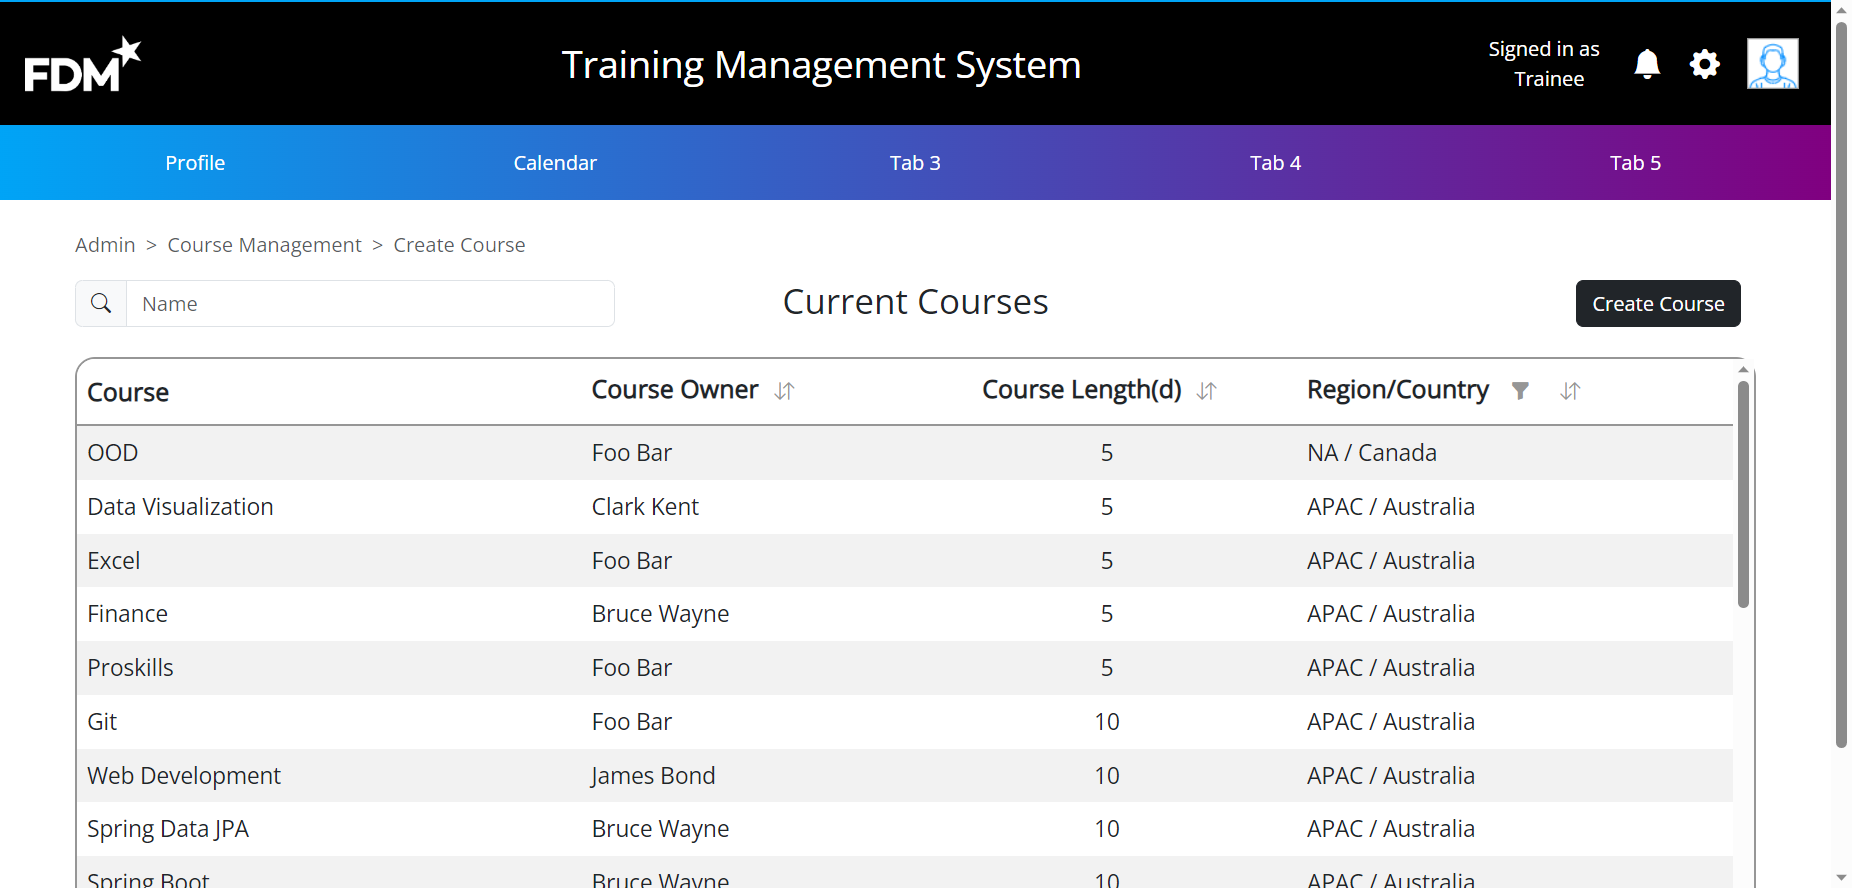 FDM
Training Management System
Signed in as
Trainee
Profile Calendar Tab 3 Tab 4 Tab 5
Admin > Course Management > Create Course
Name
Current Courses
Create Course
Course Course Owner Course Length(d) Region/Country
OOD Foo Bar 5 NA / Canada
Data Visualization Clark Kent 5 APAC / Australia
Excel Foo Bar 5 APAC / Australia
Finance Bruce Wayne 5 APAC / Australia
Proskills Foo Bar 5 APAC / Australia
Git Foo Bar 10 APAC / Australia
Web Development James Bond 10 APAC / Australia
Spring Data JPA Bruce Wayne 10 APAC / Australia
Spring Boot Bruce Wayne 10 APAC / Australia